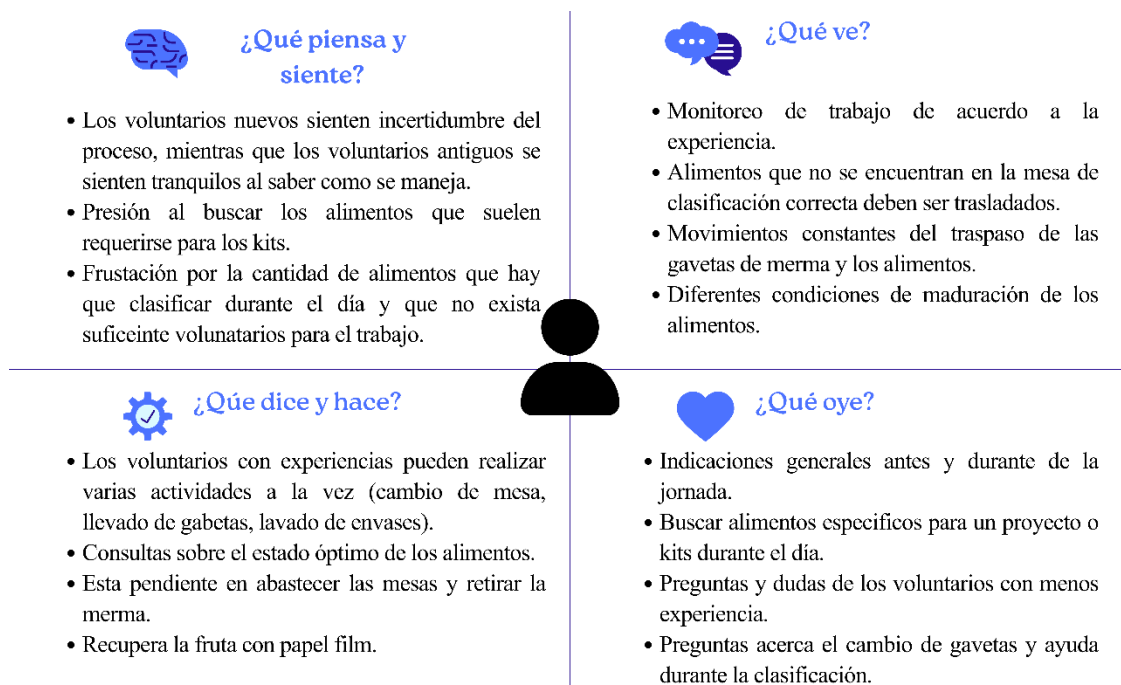 ¿Qué piensa y
siente?
• Los voluntarios nuevos sienten incertidumbre del
proceso, mientras que los voluntarios antiguos se
sienten tranquilos al saber como se maneja.
• Presión al buscar los alimentos que suelen
requerirse para los kits.
• Frustación por la cantidad de alimentos que hay
que clasificar durante el día y que no exista
suficeinte volunatarios para el trabajo.
¿Qué ve?
• Monitoreo de trabajo de acuerdo a la
experiencia.
• Alimentos que no se encuentran en la mesa de
clasificación correcta deben ser trasladados.
• Movimientos constantes del traspaso de las
gavetas de merma y los alimentos.
• Diferentes condiciones de maduración de los
alimentos.
¿Qúe dice y hace?
• Los voluntarios con experiencias pueden realizar
varias actividades a la vez (cambio de mesa,
llevado de gabetas, lavado de envases).
• Consultas sobre el estado óptimo de los alimentos.
• Esta pendiente en abastecer las mesas y retirar la
merma.
• Recupera la fruta con papel film.
¿Qué oye?
• Indicaciones generales antes y durante de la
jornada.
• Buscar alimentos especificos para un proyecto o
kits durante el día.
• Preguntas y dudas de los voluntarios con menos
experiencia.
• Preguntas acerca el cambio de gavetas y ayuda
durante la clasificación.